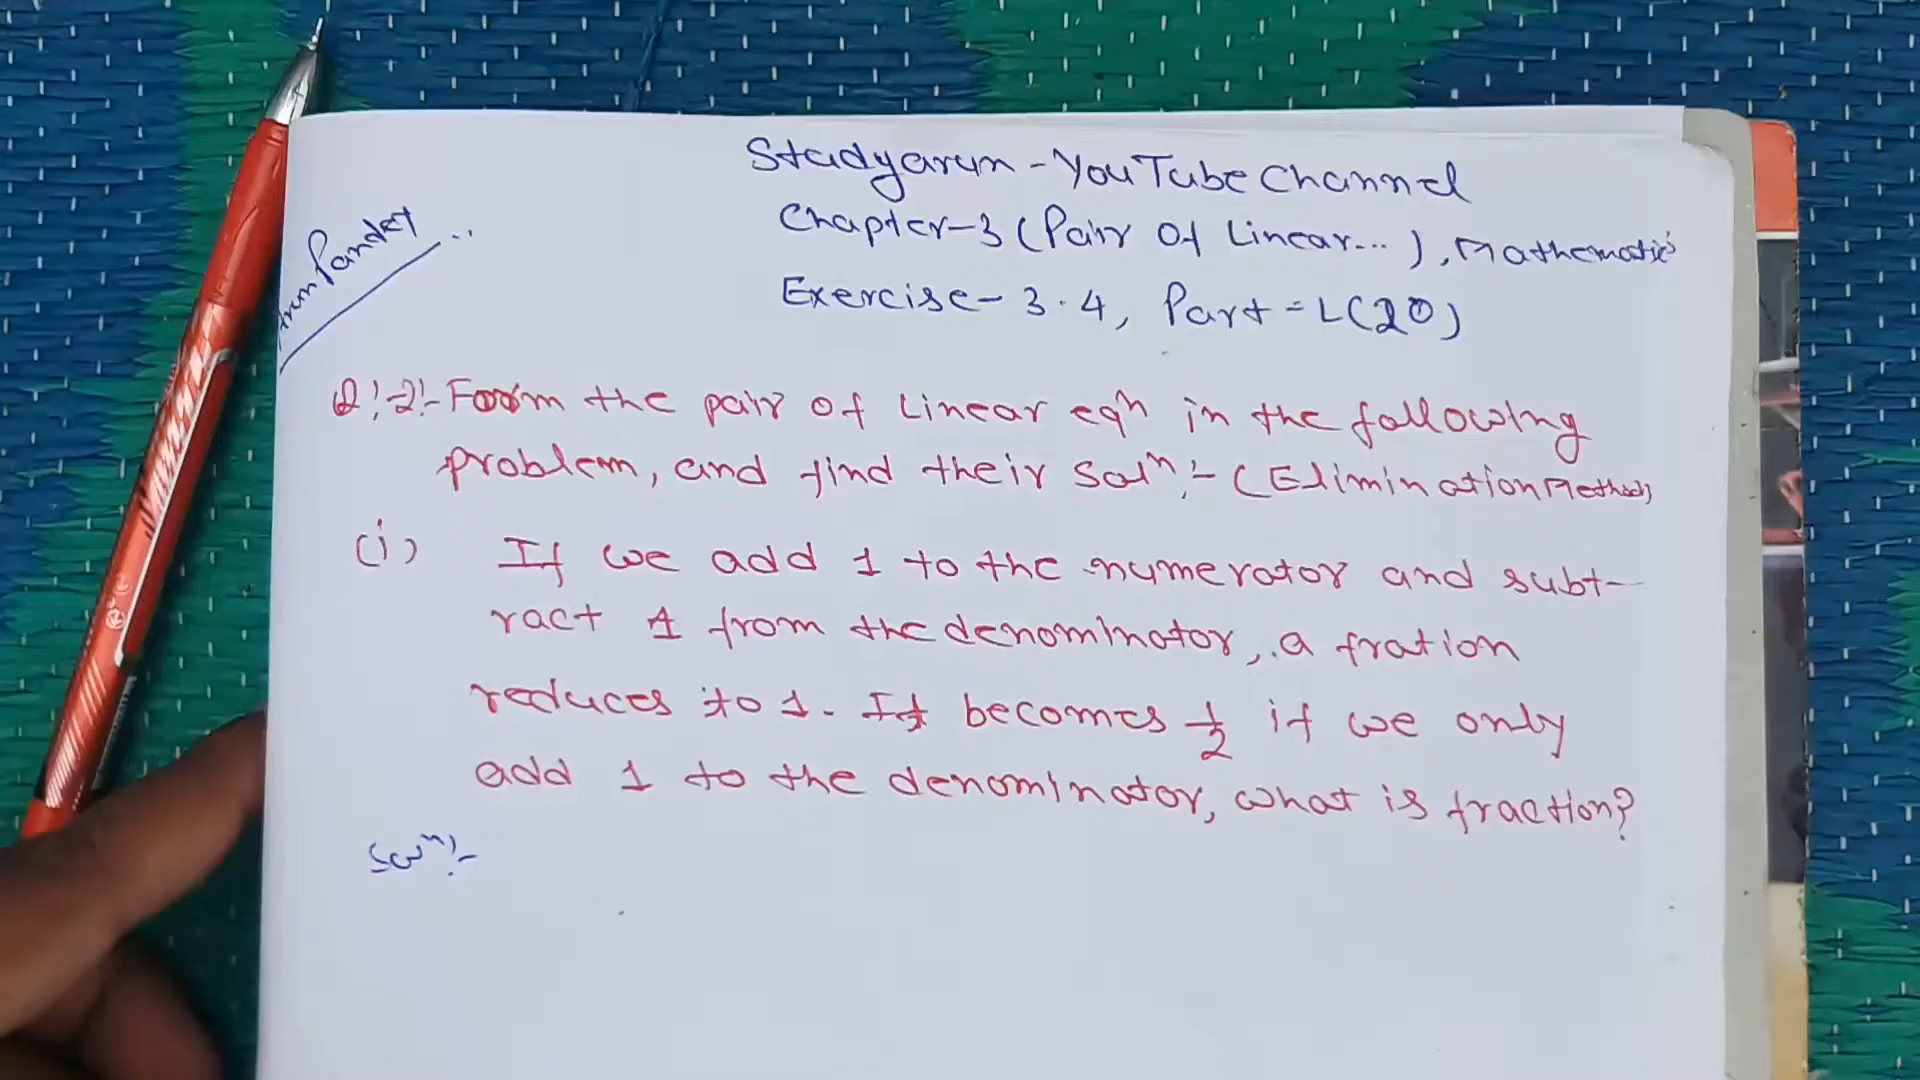 Studyarun - YouTube Channel
Chapter-3 (Pair Of Linear...), Mathematics
Exercise- 3.4, Part - L(20)
Pandey
Q:-2:- Form the pair of Linear eqn in the following
problem, and find their Soln:- (Elimination Method)
(i) If we add 1 to the numerator and subt-
ract 1 from the denominator, a fration
reduces to 1. It becomes 1/2 if we only
add 1 to the denominator, what is fraction?
Soln:-